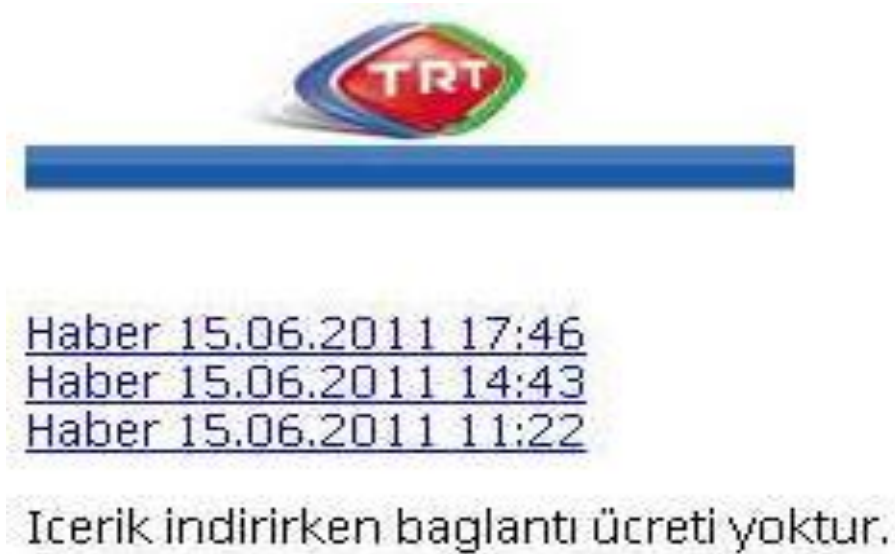 TRT
Haber 15.06.2011 17:46
Haber 15.06.2011 14:43
Haber 15.06.2011 11:22
Icerik indirirken baglantı ücreti yoktur.